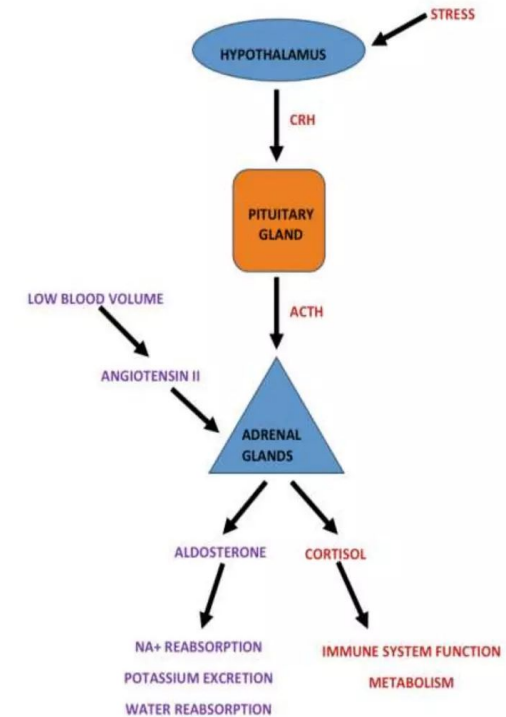 STRESS
HYPOTHALAMUS
CRH
PITUITARY
GLAND
LOW BLOOD VOLUME
ACTH
ANGIOTENSIN II
ADRENAL
GLANDS
ALDOSTERONE
CORTISOL
NA+ REABSORPTION
POTASSIUM EXCRETION
WATER REABSORPTION
IMMUNE SYSTEM FUNCTION
METABOLISM